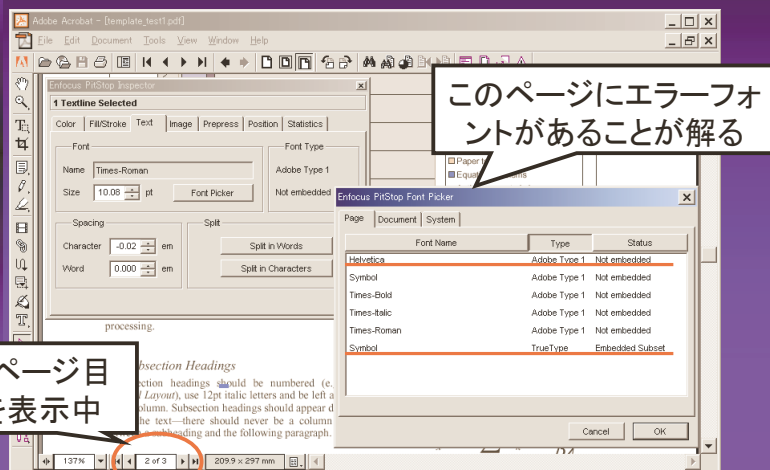 Adobe Acrobat - [template_test1.pdf]
File Edit Document Tools View Window Help
このページにエラーフォ
ントがあることが解る
Enfocus PitStop Inspector
1 Textline Selected
Color Fill/Stroke Text Image Prepress Position Statistics
Font
Name Times-Roman
Size 10.08 pt Font Picker
Font Type
Adobe Type 1
Not embedded
Spacing
Character -0.02 em
Word 0.000 em
Split
Split in Words
Split in Characters
Paper
Enfocus PitStop Font Picker
Page Document System
Font Name Type Status
Helvetica Adobe Type 1 Not embedded
Symbol Adobe Type 1 Not embedded
Times-Bold Adobe Type 1 Not embedded
Times-Italic Adobe Type 1 Not embedded
Times-Roman Adobe Type 1 Not embedded
Symbol TrueType Embedded Subset
Cancel OK
processing.
ページ目
を表示中
bsection Headings
ction headings should be numbered (e.
l Layout), use 12pt italic letters and be left a
olumn. Subsection headings should appear d
he text—there should never be a column
subheading and the following paragraph.
137% 2 of 3 209.9 × 297 mm